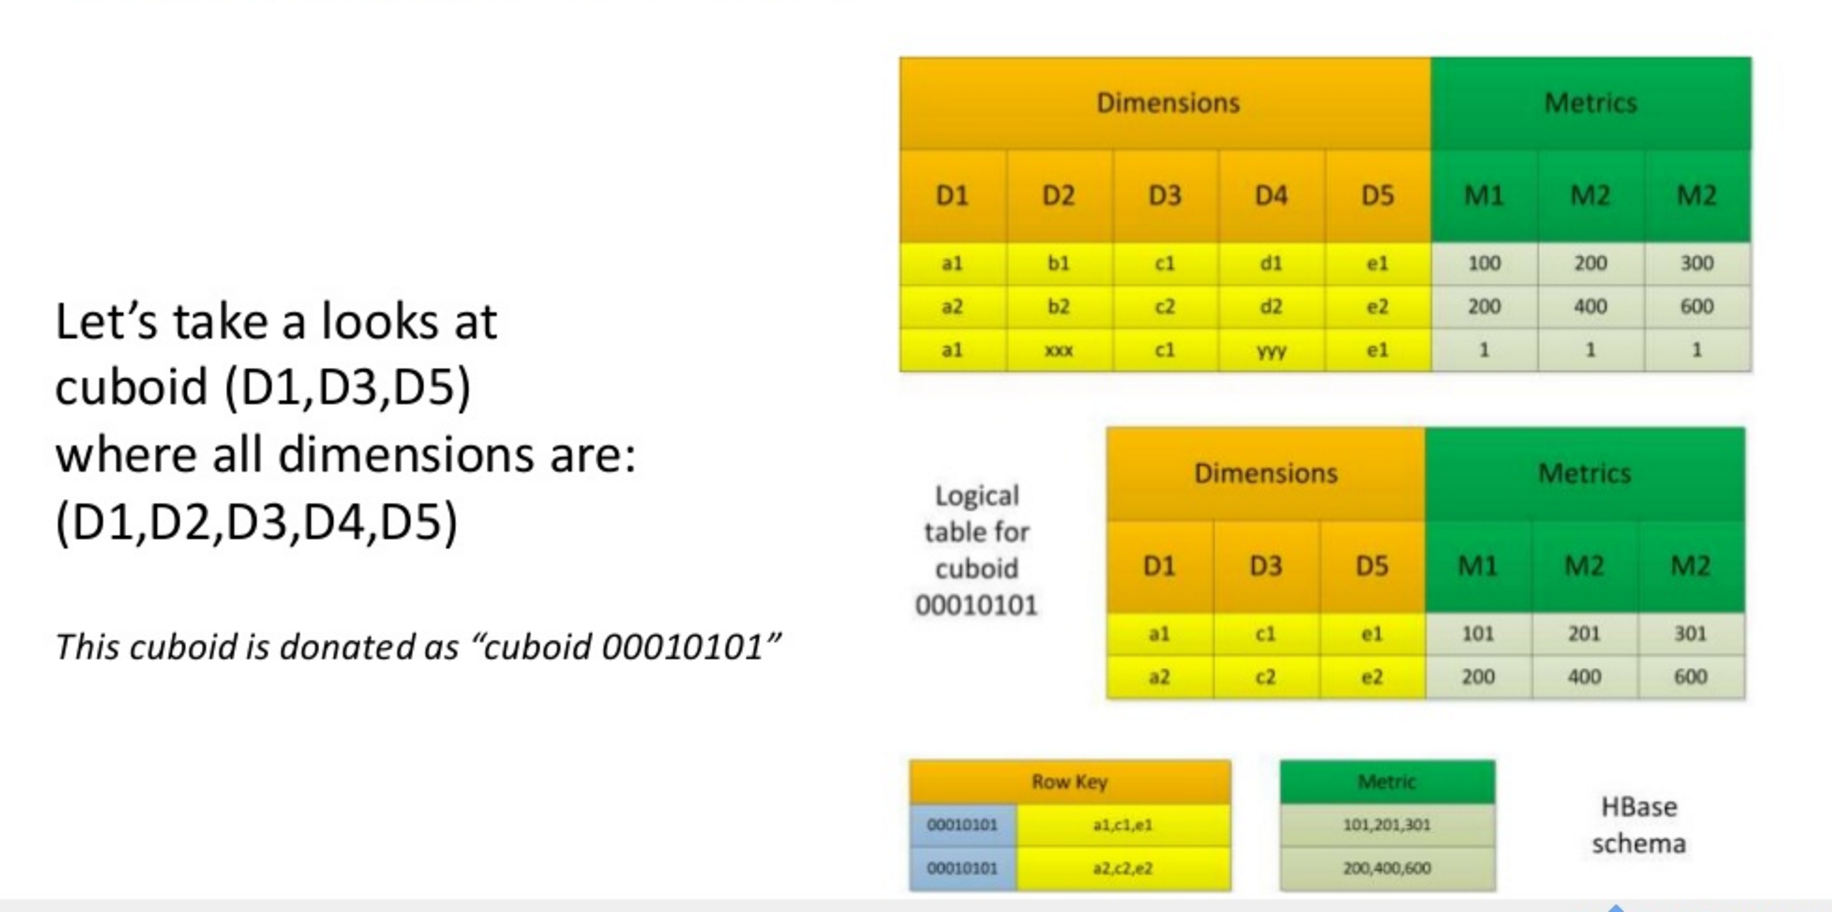 Let’s take a looks at
cuboid (D1,D3,D5)
where all dimensions are:
(D1,D2,D3,D4,D5)
This cuboid is donated as “cuboid 00010101”
Dimensions Metrics
D1 D2 D3 D4 D5 M1 M2 M2
a1 b1 c1 d1 e1 100 200 300
a2 b2 c2 d2 e2 200 400 600
a1 xxx c1 yyy e1 1 1 1
Logical
table for
cuboid
00010101
Dimensions Metrics
D1 D3 D5 M1 M2 M2
a1 c1 e1 101 201 301
a2 c2 e2 200 400 600
Row Key
00010101 a1,c1,e1
00010101 a2,c2,e2
Metric
101,201,301
200,400,600
HBase
schema